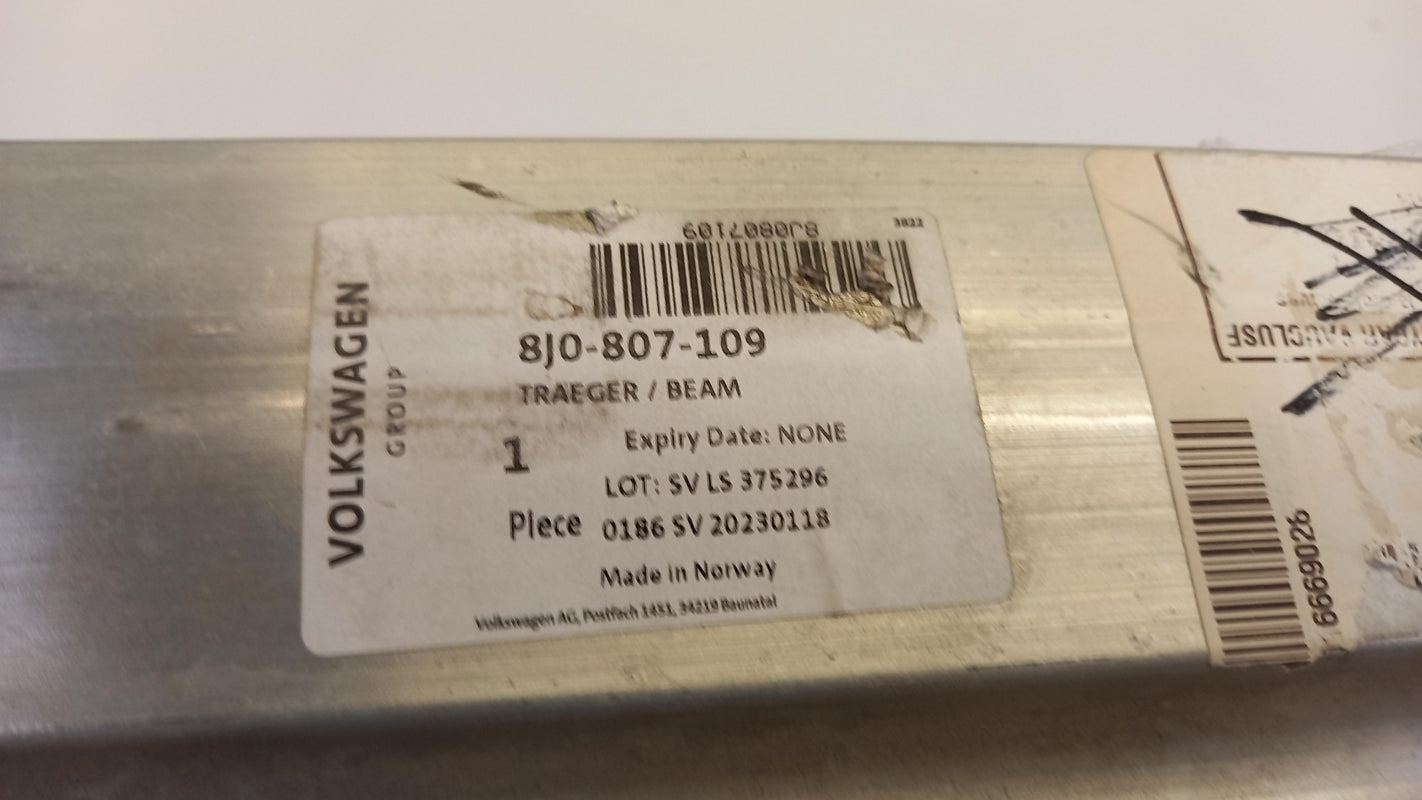 8J0807109
3822
VOLKSWAGEN
GROUP
8J0-807-109
TRAEGER / BEAM
1
Piece
Expiry Date: NONE
LOT: SV LS 375296
0186 SV 20230118
Made in Norway
Volkswagen AG, Postfach 1451, 34219 Baunatal
VAUCLUSE
6669026